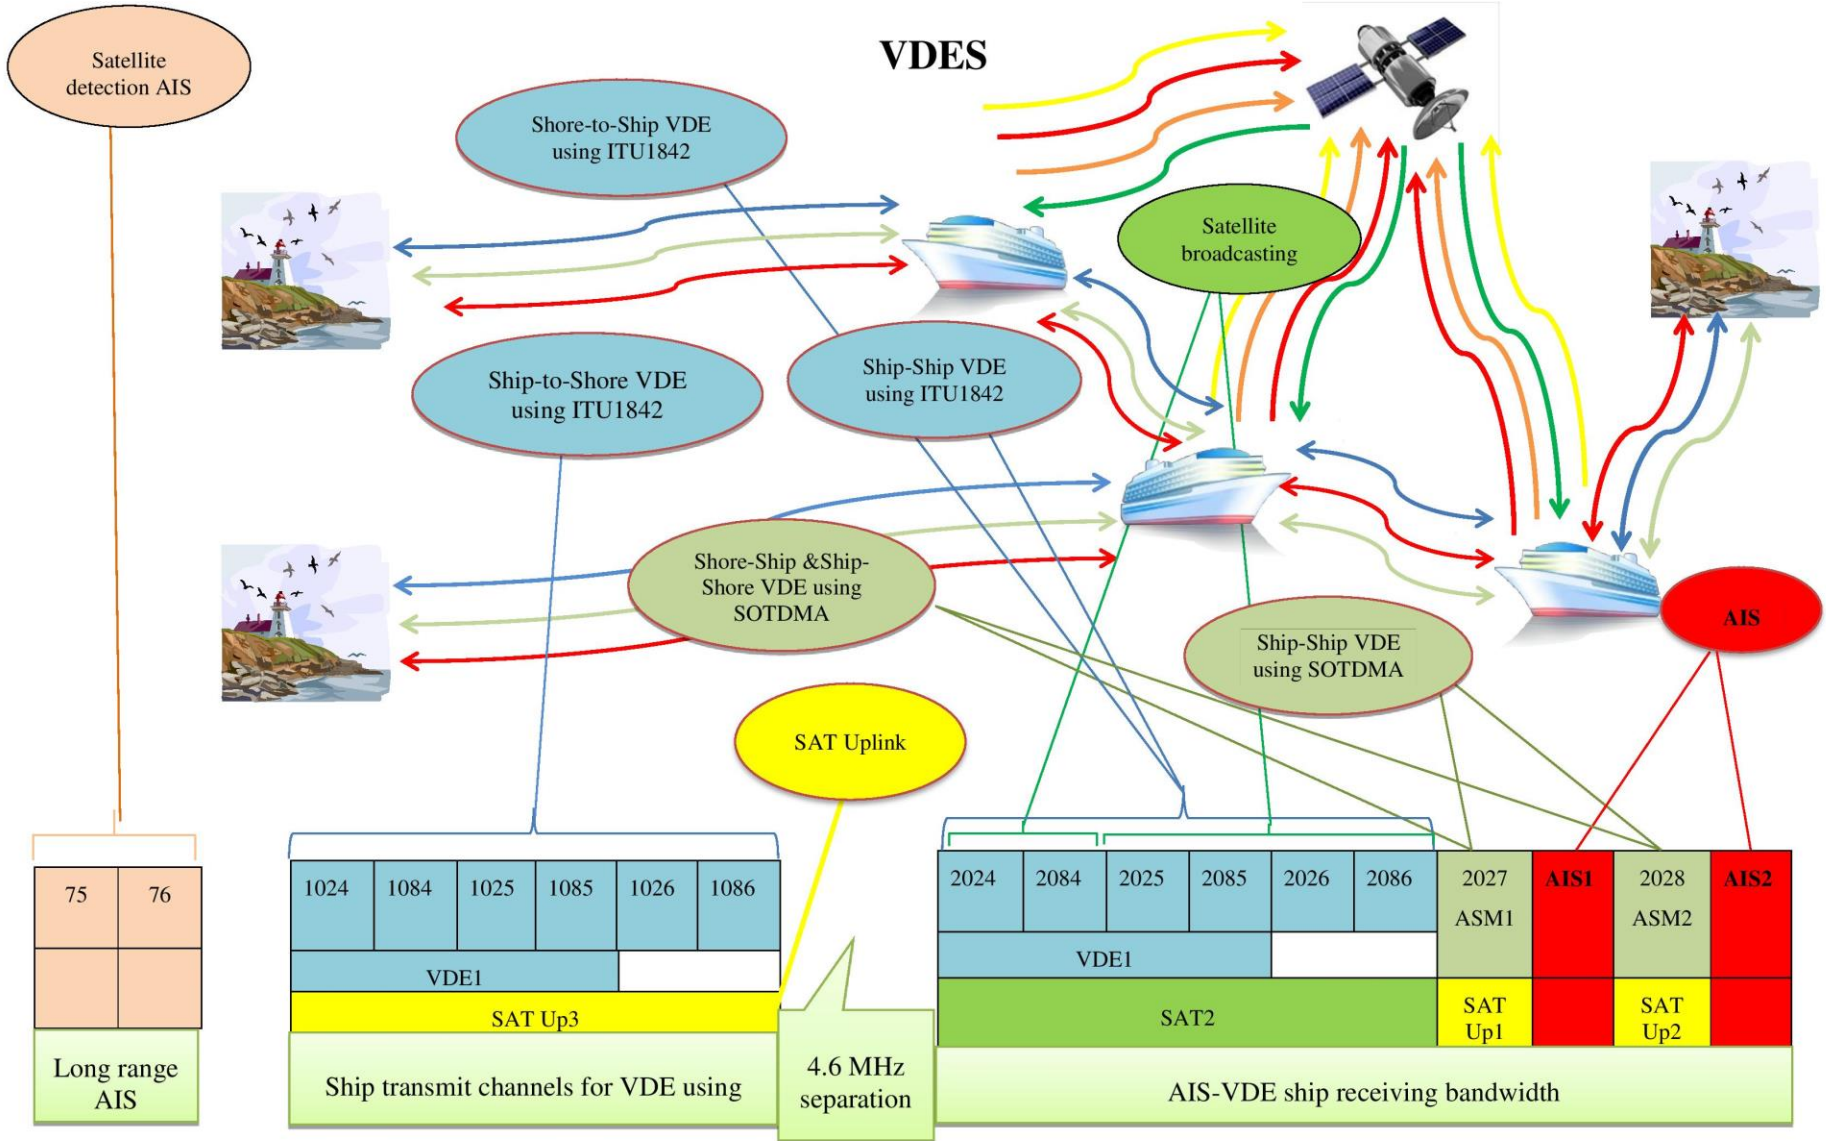 VDES
Satellite
detection AIS
Shore-to-Ship VDE
using ITU1842
Satellite
broadcasting
Ship-to-Shore VDE
using ITU1842
Ship-Ship VDE
using ITU1842
Shore-Ship &Ship-
Shore VDE using
SOTDMA
Ship-Ship VDE
using SOTDMA
AIS
SAT Uplink
75 76
Long range
AIS
1024 1084 1025 1085 1026 1086
VDE1
SAT Up3
Ship transmit channels for VDE using
4.6 MHz
separation
2024 2084 2025 2085 2026 2086 2027 AIS1 2028 AIS2
ASM1 ASM2
VDE1
SAT2
SAT
Up1
SAT
Up2
AIS-VDE ship receiving bandwidth